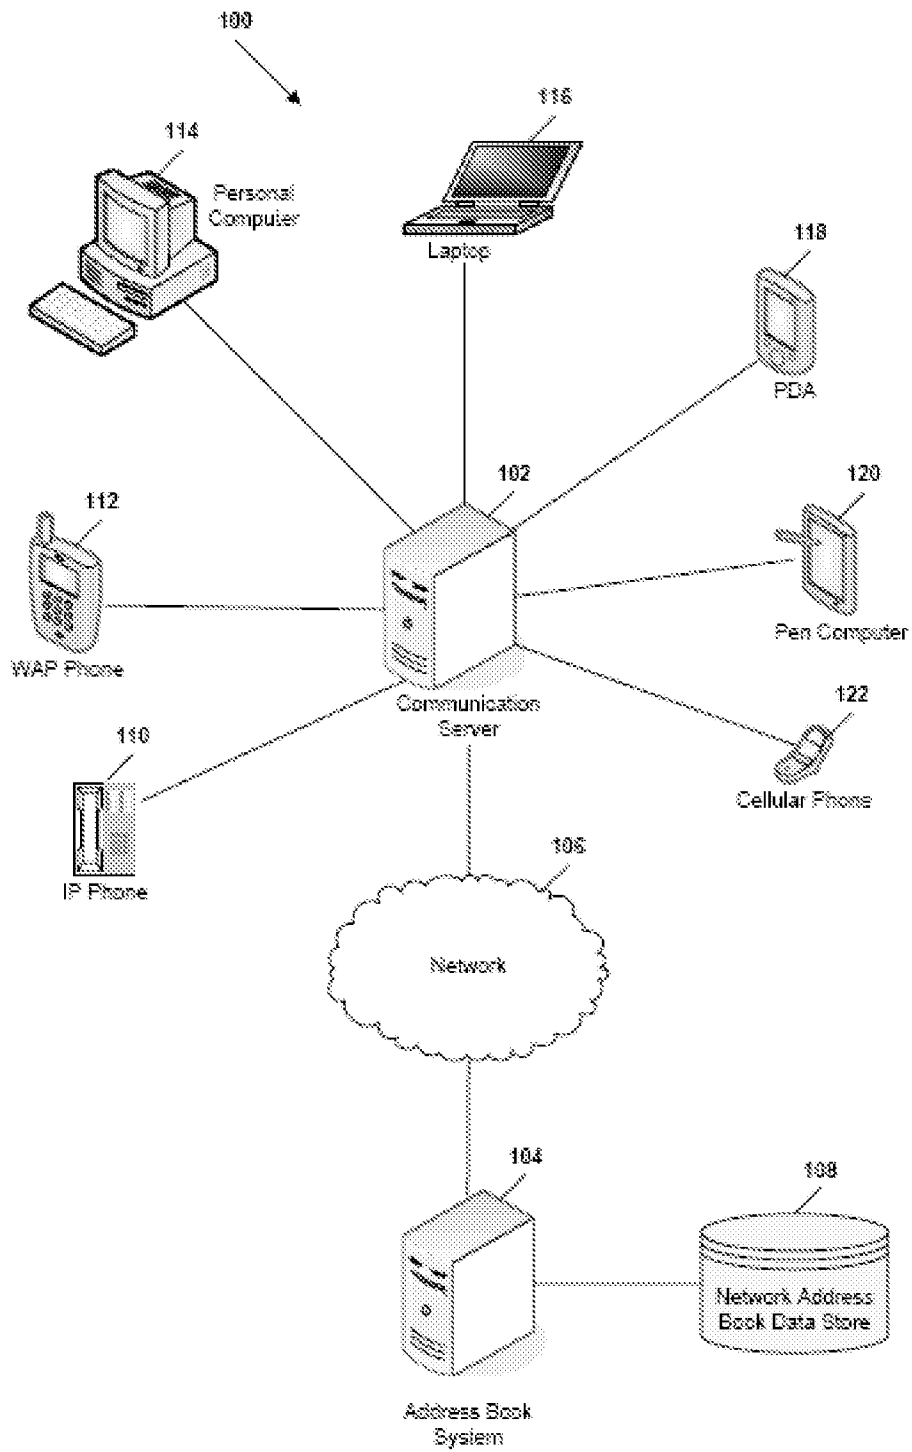 100
114
Personal
Computer
116
Laptop
118
PDA
102
120
Pen Computer
112
WAP Phone
Communication
Server
122
Cellular Phone
110
IP Phone
106
Network
104
Address Book
System
108
Network Address
Book Data Store